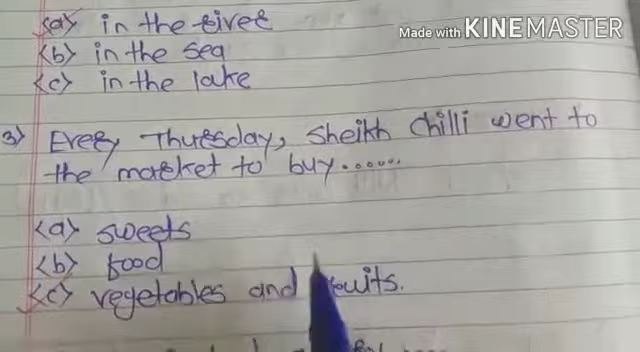 <a> in the river
Made with KINEMASTER
<b> in the sea
<c> in the lake
3) Every Thursday, Sheikh Chilli went to
the market to buy.......
<a> sweets
<b> food
<c> vegetables and fruits.